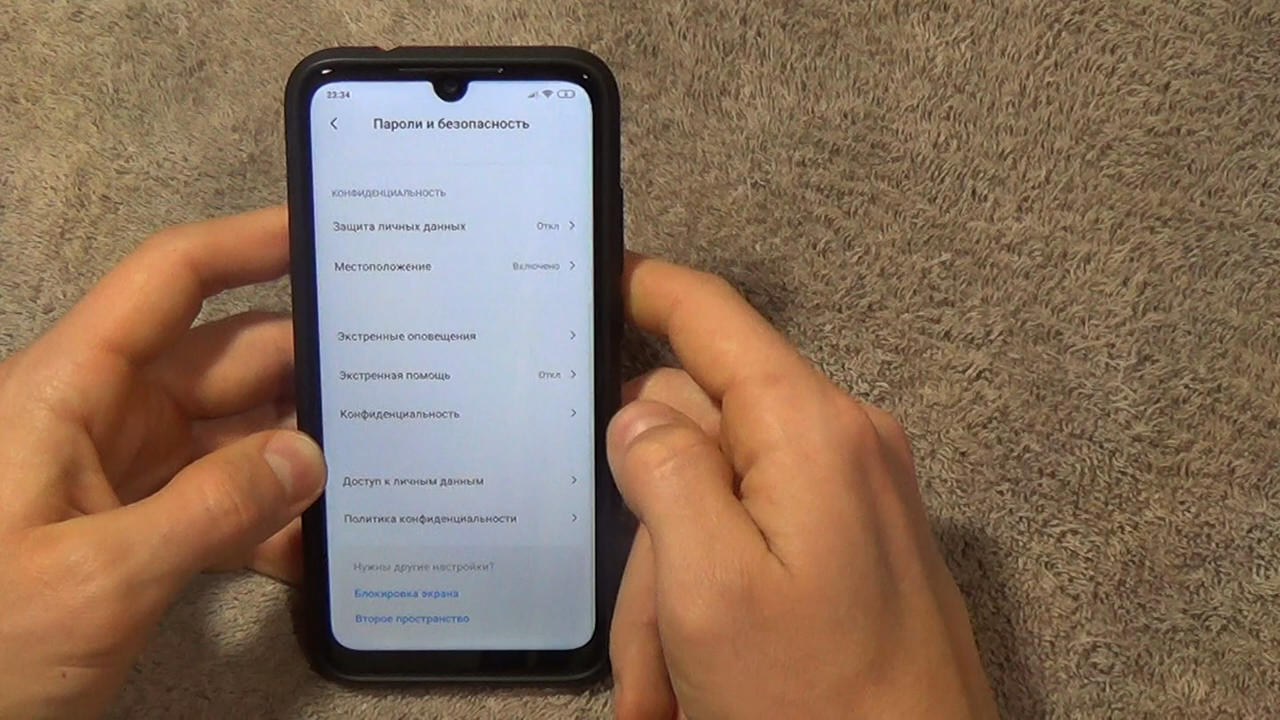 23:34
Пароли и безопасность
КОНФИДЕНЦИАЛЬНОСТЬ
Защита личных данных Откл
Местоположение Включено
Экстренные оповещения
Экстренная помощь Откл
Конфиденциальность
Доступ к личным данным
Политика конфиденциальности
Нужны другие настройки?
Блокировка экрана
Второе пространство